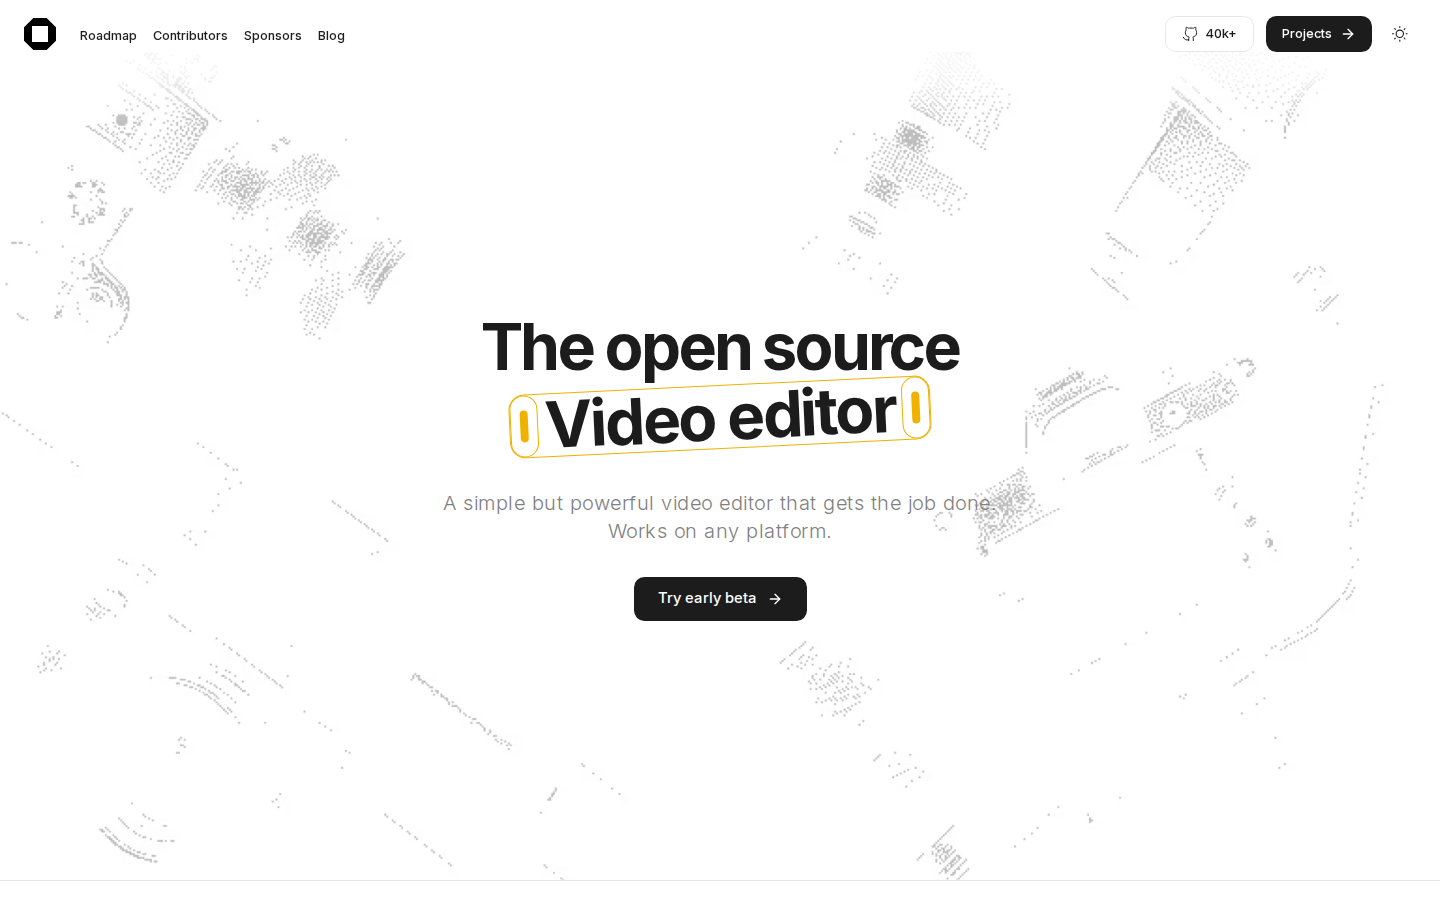 Roadmap Contributors Sponsors Blog 40k+ Projects
The open source
Video editor
A simple but powerful video editor that gets the job done.
Works on any platform.
Try early beta